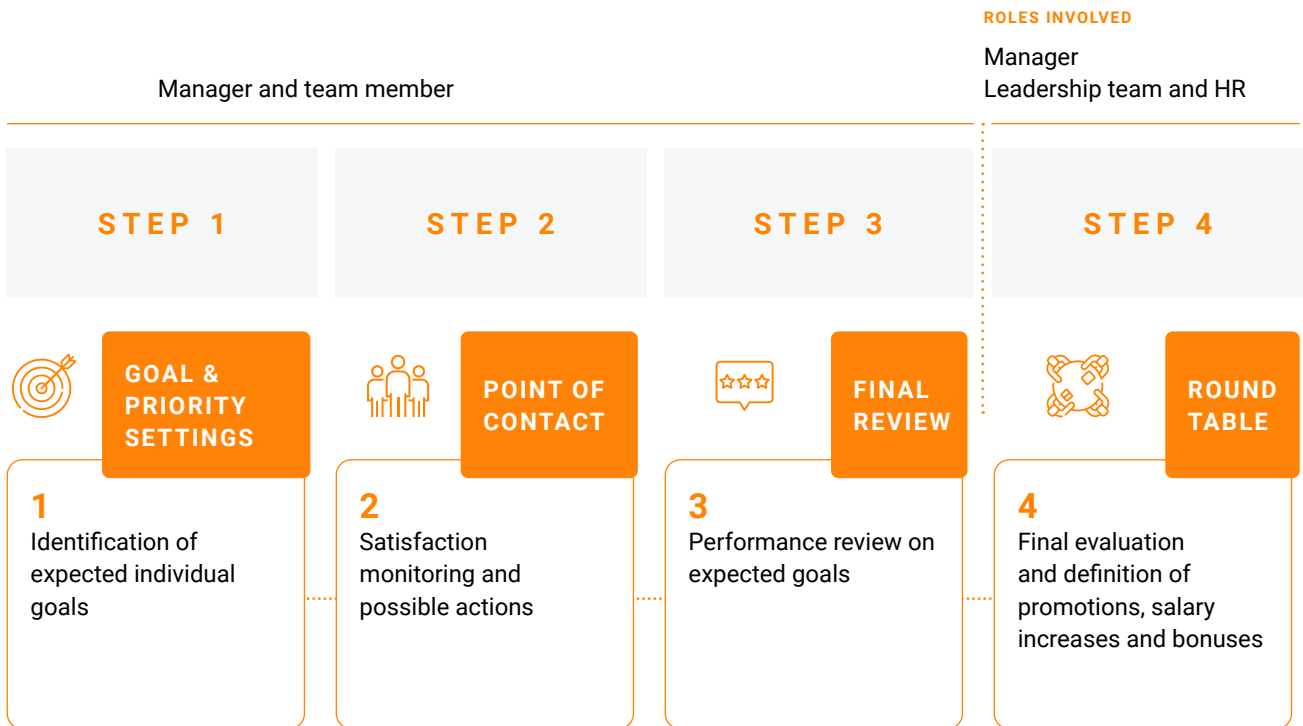 ROLES INVOLVED
Manager and team member
Manager
Leadership team and HR
STEP 1
STEP 2
STEP 3
STEP 4
GOAL &
PRIORITY
SETTINGS
POINT OF
CONTACT
FINAL
REVIEW
ROUND
TABLE
1
Identification of
expected individual
goals
2
Satisfaction
monitoring and
possible actions
3
Performance review on
expected goals
4
Final evaluation
and definition of
promotions, salary
increases and bonuses